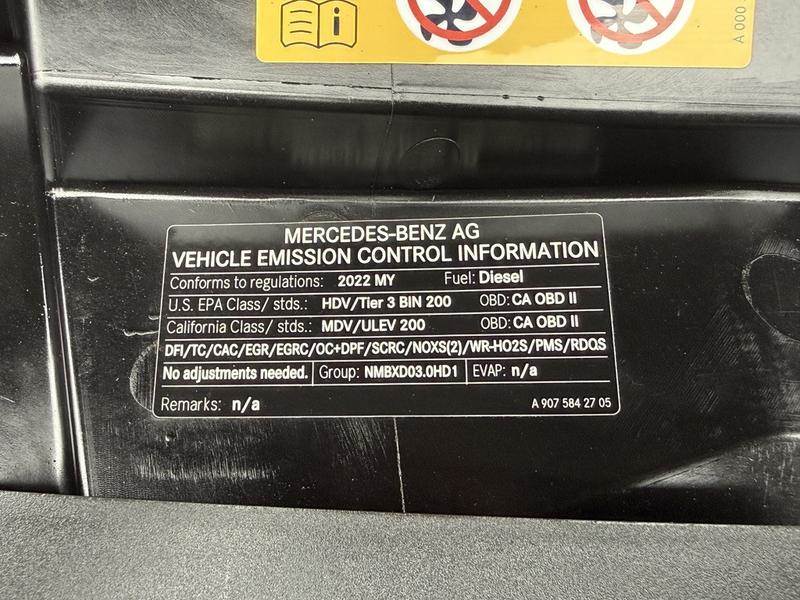 A 000
MERCEDES-BENZ AG
VEHICLE EMISSION CONTROL INFORMATION
Conforms to regulations: 2022 MY Fuel: Diesel
U.S. EPA Class/ stds.: HDV/Tier 3 BIN 200 OBD: CA OBD II
California Class/ stds.: MDV/ULEV 200 OBD: CA OBD II
DFI/TC/CAC/EGR/EGRC/OC+DPF/SCRC/NOXS(2)/WR-HO2S/PMS/RDQS
No adjustments needed. Group: NMBXD03.0HD1 EVAP: n/a
Remarks: n/a A 907 584 27 05